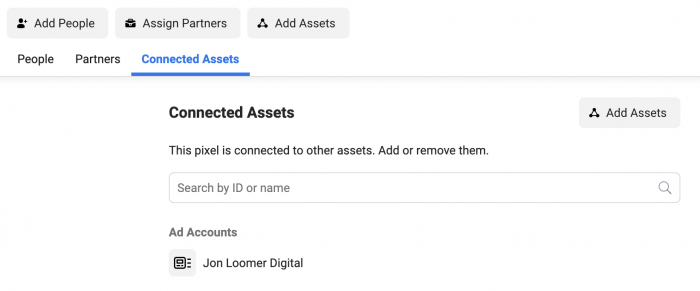 Add People Assign Partners Add Assets
People Partners Connected Assets
Connected Assets Add Assets
This pixel is connected to other assets. Add or remove them.
Search by ID or name
Ad Accounts
Jon Loomer Digital